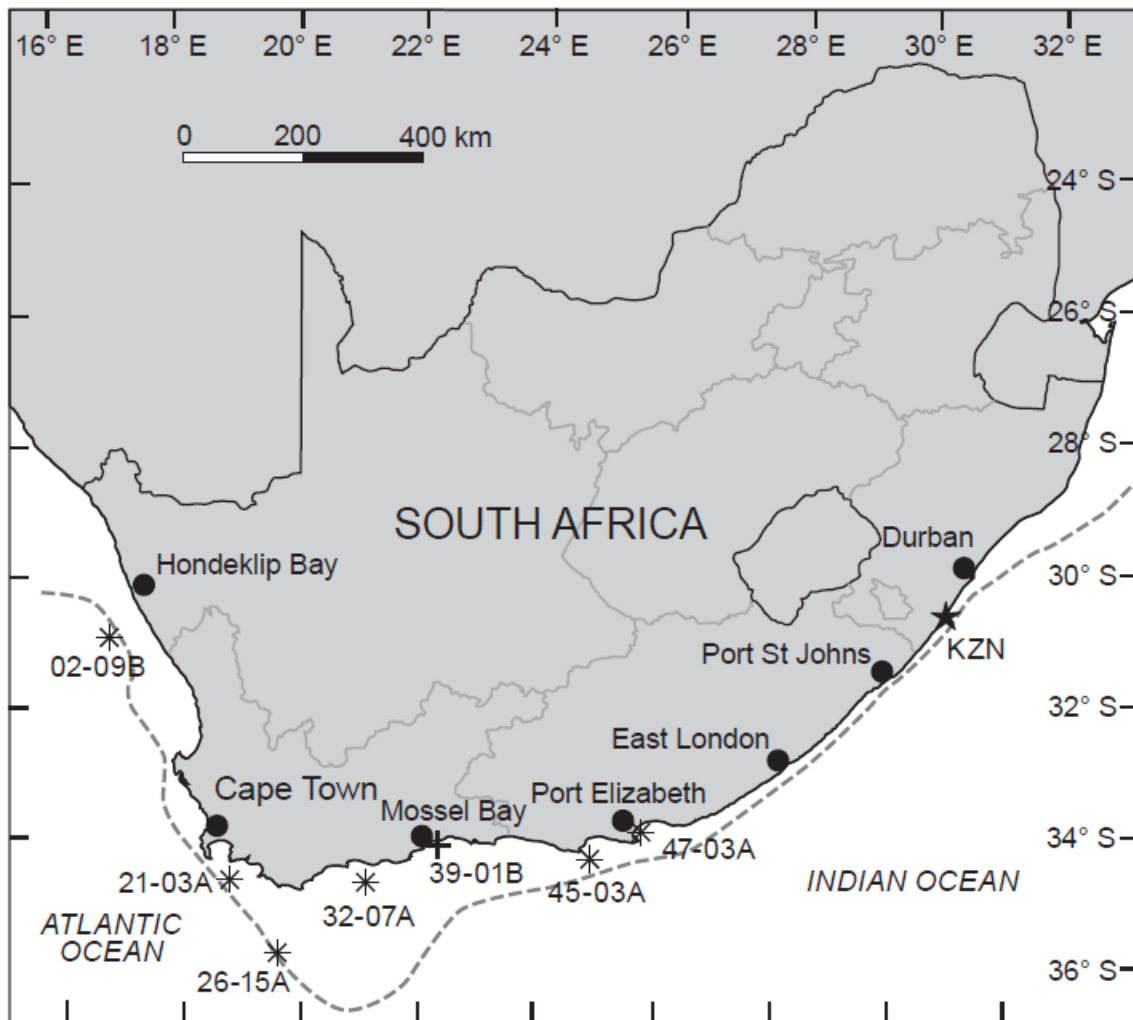 16° E
18° E
20° E
22° E
24° E
26° E
28° E
30° E
32° E
0
200
400 km
24° S
26° S
28° S
SOUTH AFRICA
Durban
Hondeklip Bay
30° S
KZN
Port St Johns
02-09B
32° S
East London
Cape Town
Mossel Bay
Port Elizabeth
34° S
47-03A
39-01B
45-03A
21-03A
32-07A
INDIAN OCEAN
ATLANTIC
OCEAN
26-15A
36° S